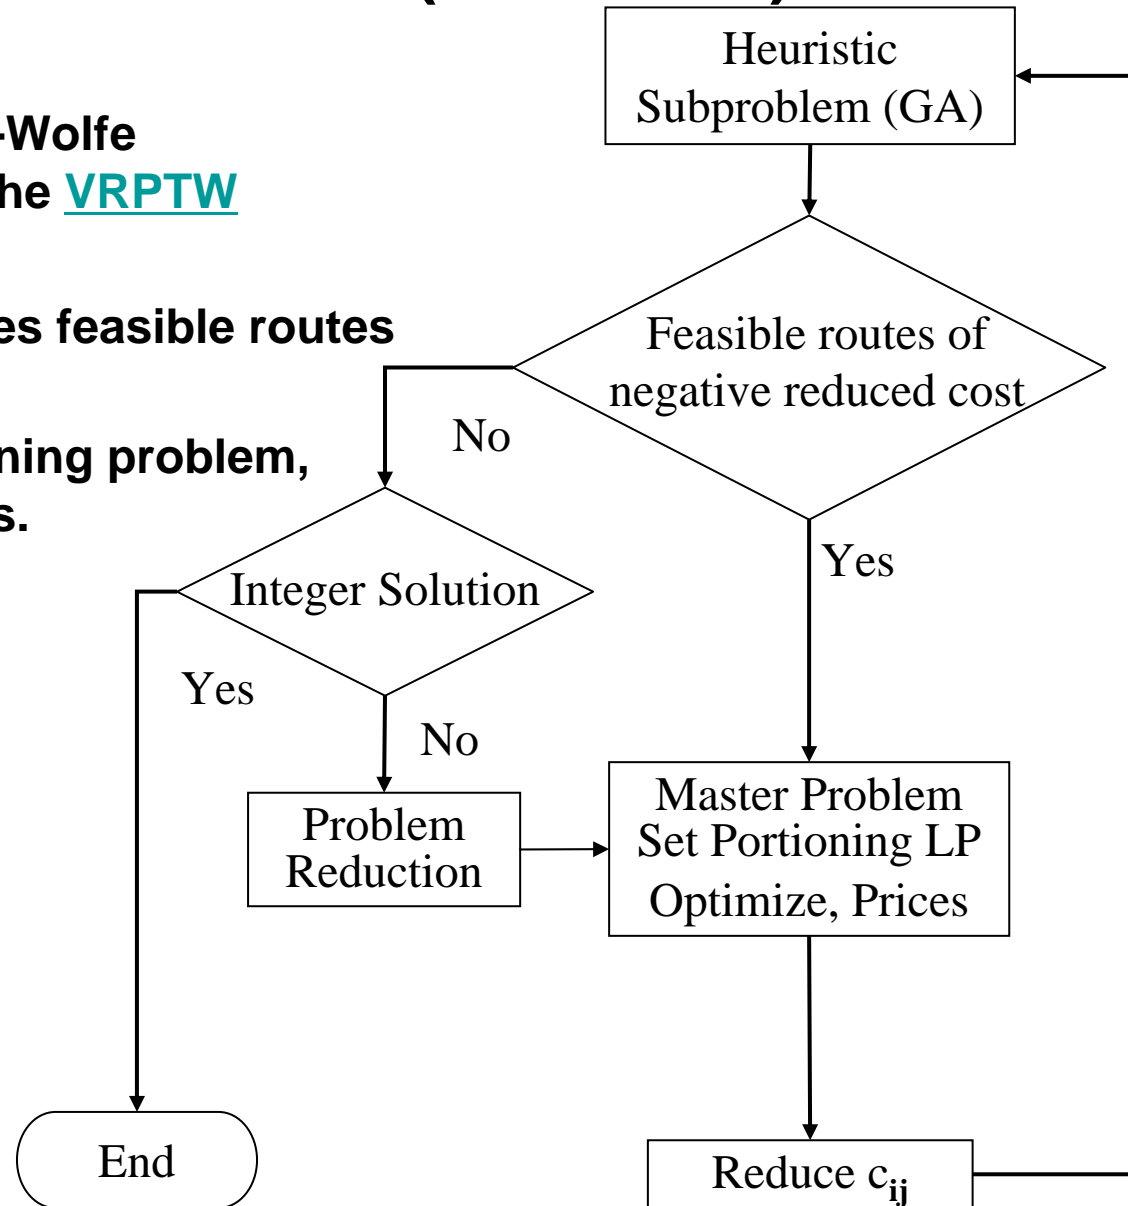 -Wolfe
he VRPTW
es feasible routes
ning problem,
s.
Heuristic
Subproblem (GA)
Feasible routes of
negative reduced cost
No
Yes
Integer Solution
Yes
No
Problem
Reduction
Master Problem
Set Portioning LP
Optimize, Prices
End
Reduce cij